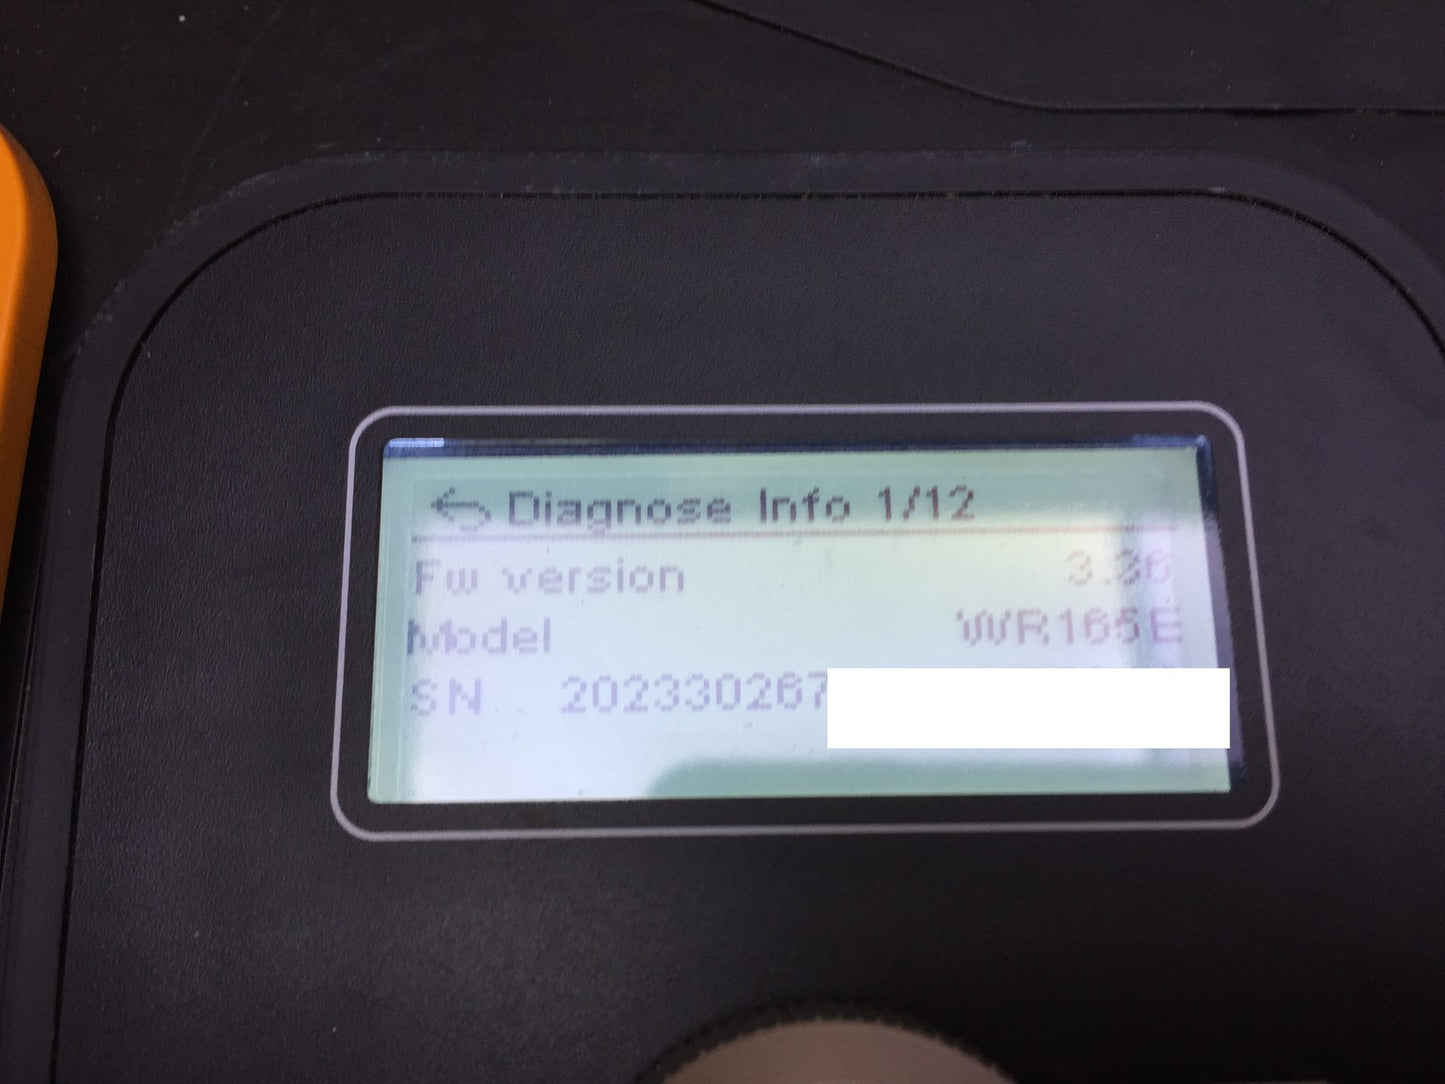 Diagnose Info 1/12
Fw version 3.36
Model WR165E
SN 202330267